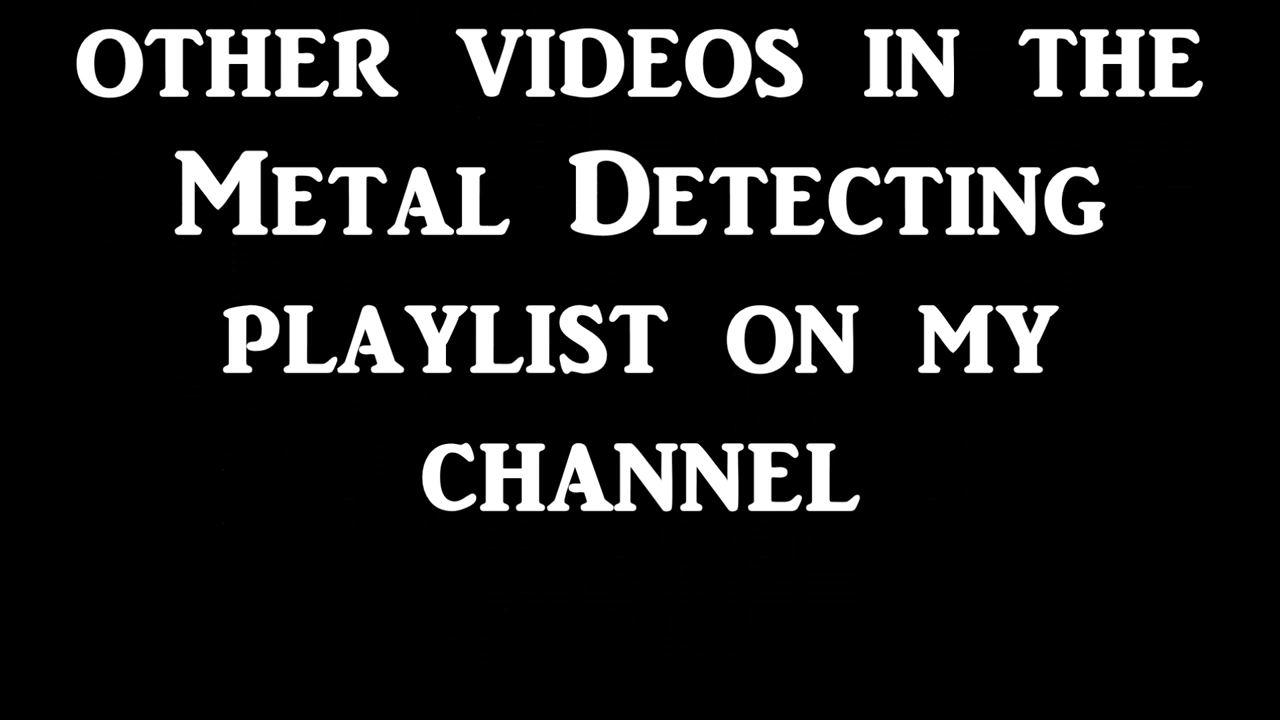 other videos in the
Metal Detecting
playlist on my
channel